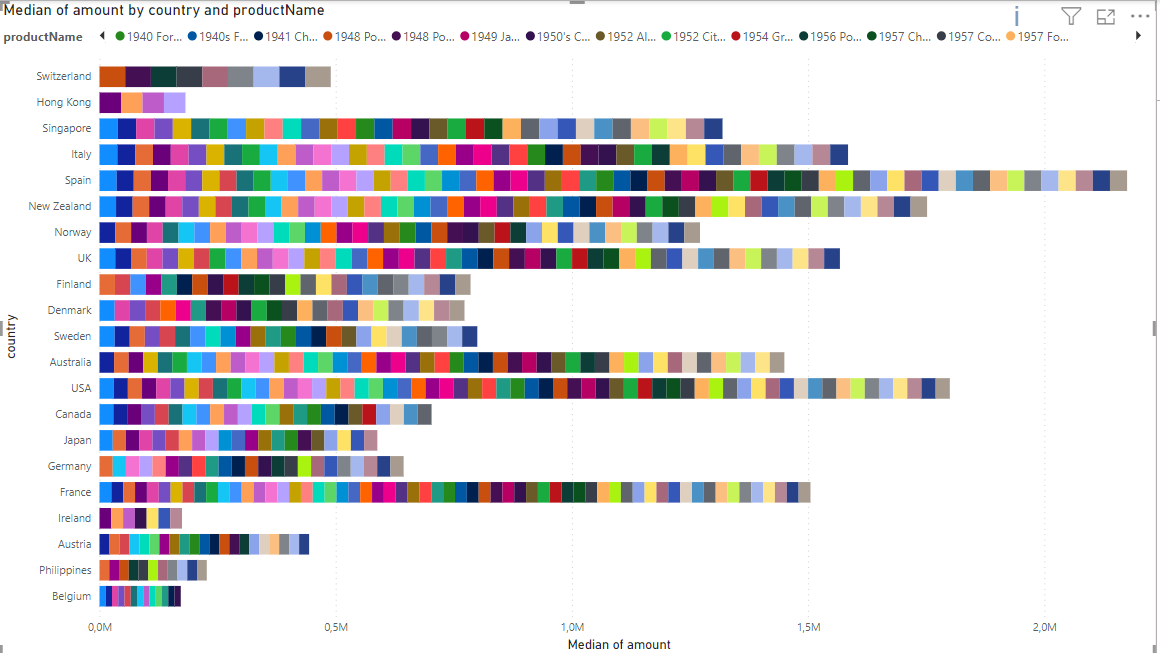 Median of amount by country and productName
productName 1940 For... 1940s F... 1941 Ch... 1948 Po... 1948 Po... 1949 Ja... 1950's C... 1952 Al... 1952 Cit... 1954 Gr... 1956 Po... 1957 Ch... 1957 Co... 1957 Fo...
Switzerland
Hong Kong
Singapore
Italy
Spain
New Zealand
Norway
UK
Finland
Denmark
Sweden
Australia
USA
Canada
Japan
Germany
France
Ireland
Austria
Philippines
Belgium
country
0,0M 0,5M 1,0M 1,5M 2,0M
Median of amount